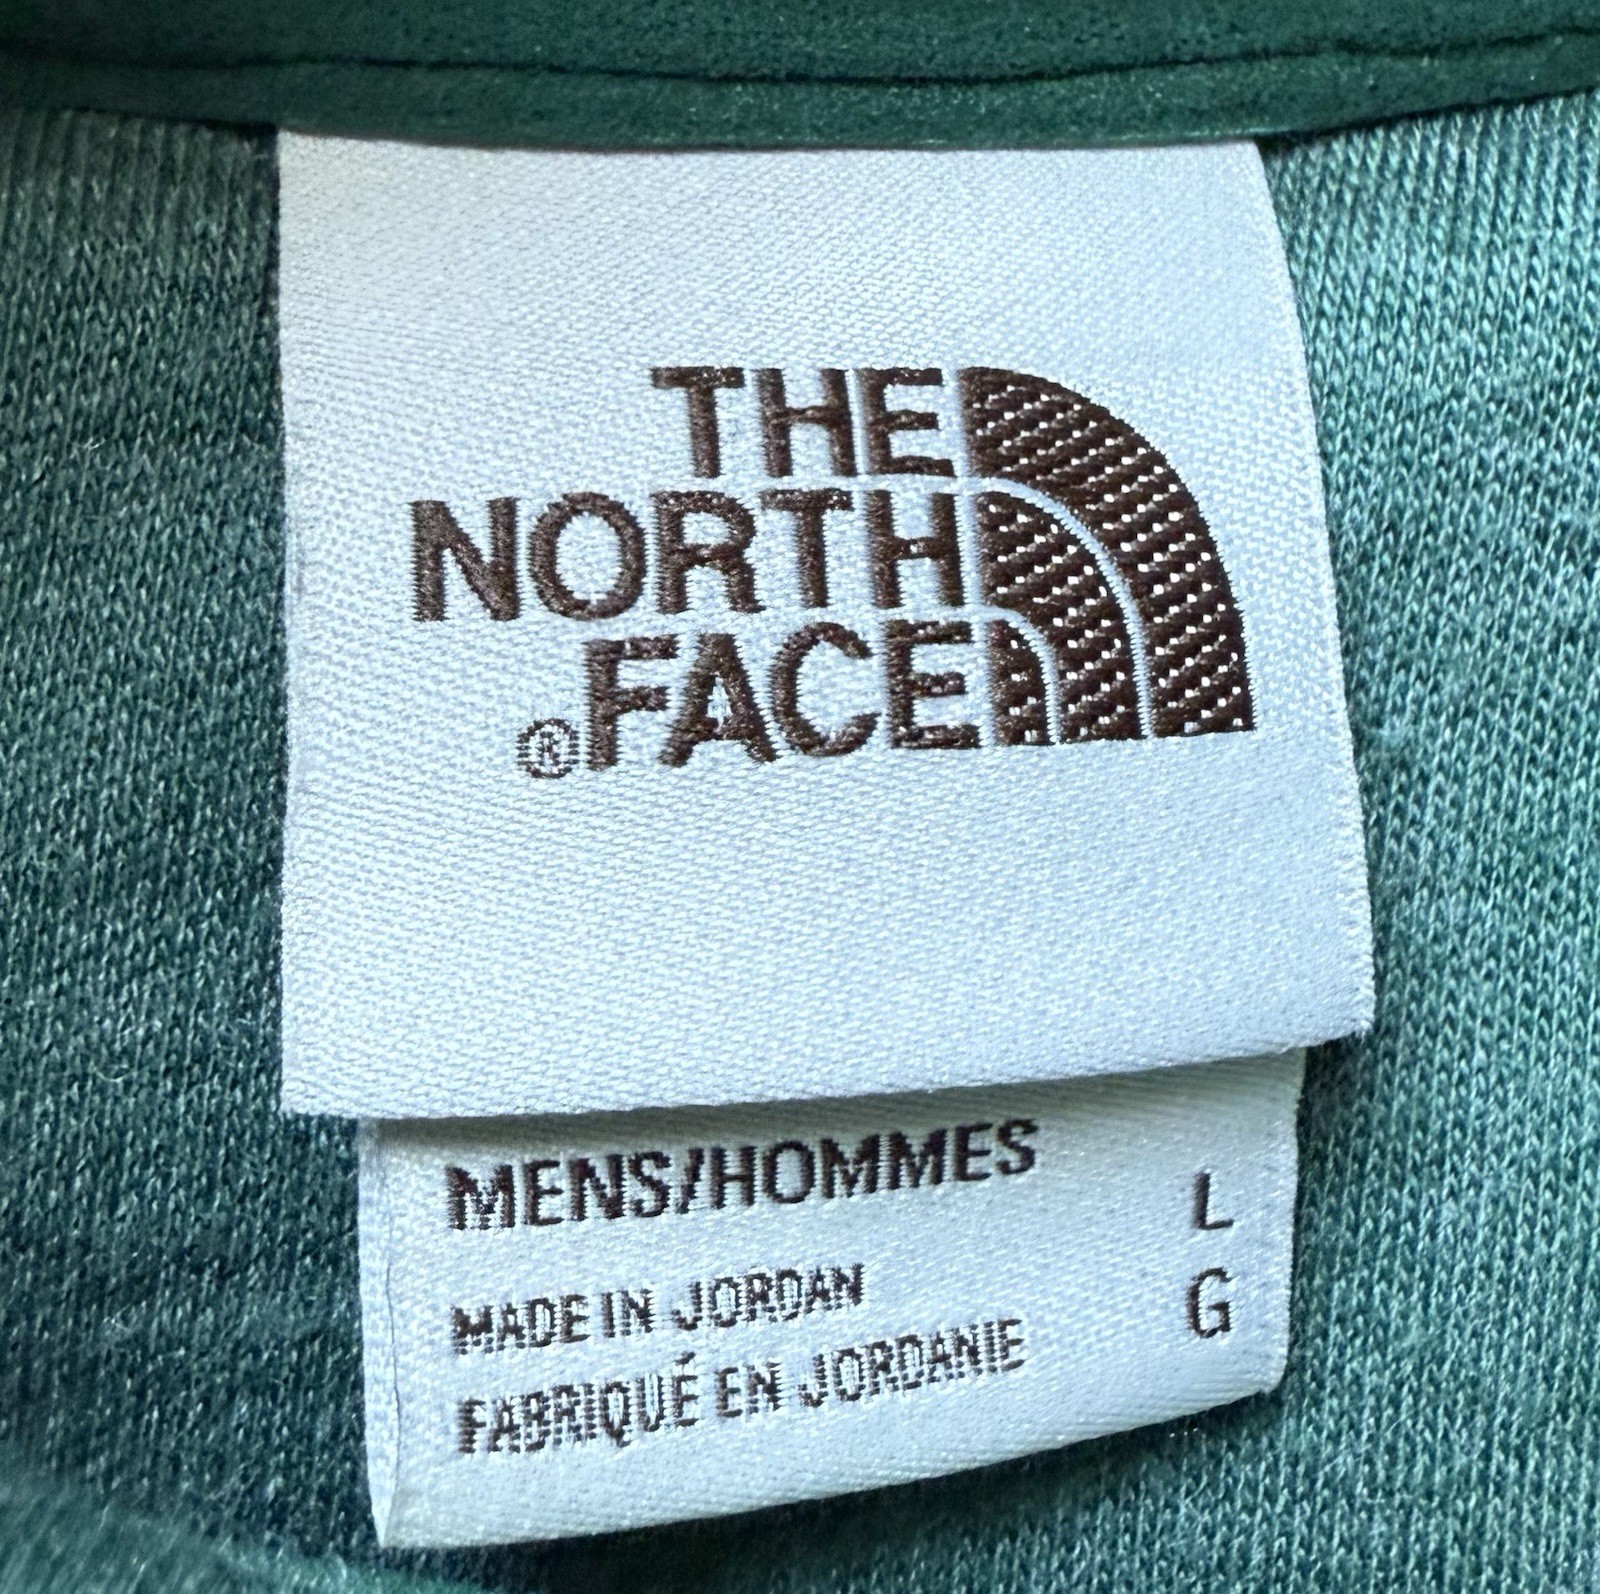 THE
NORTH
®FACE
MENS/HOMMES L
MADE IN JORDAN G
FABRIQUÉ EN JORDANIE